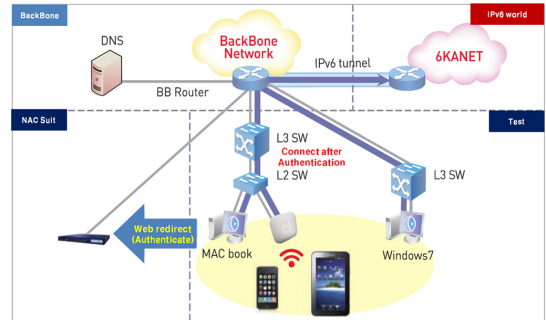 BackBone
IPv6 world
DNS
BackBone
Network
IPv6 tunnel
6KANET
BB Router
NAC Suit
Test
L3 SW
Connect after
Authentication
L2 SW
L3 SW
Web redirect
(Authenticate)
MAC book
Windows7